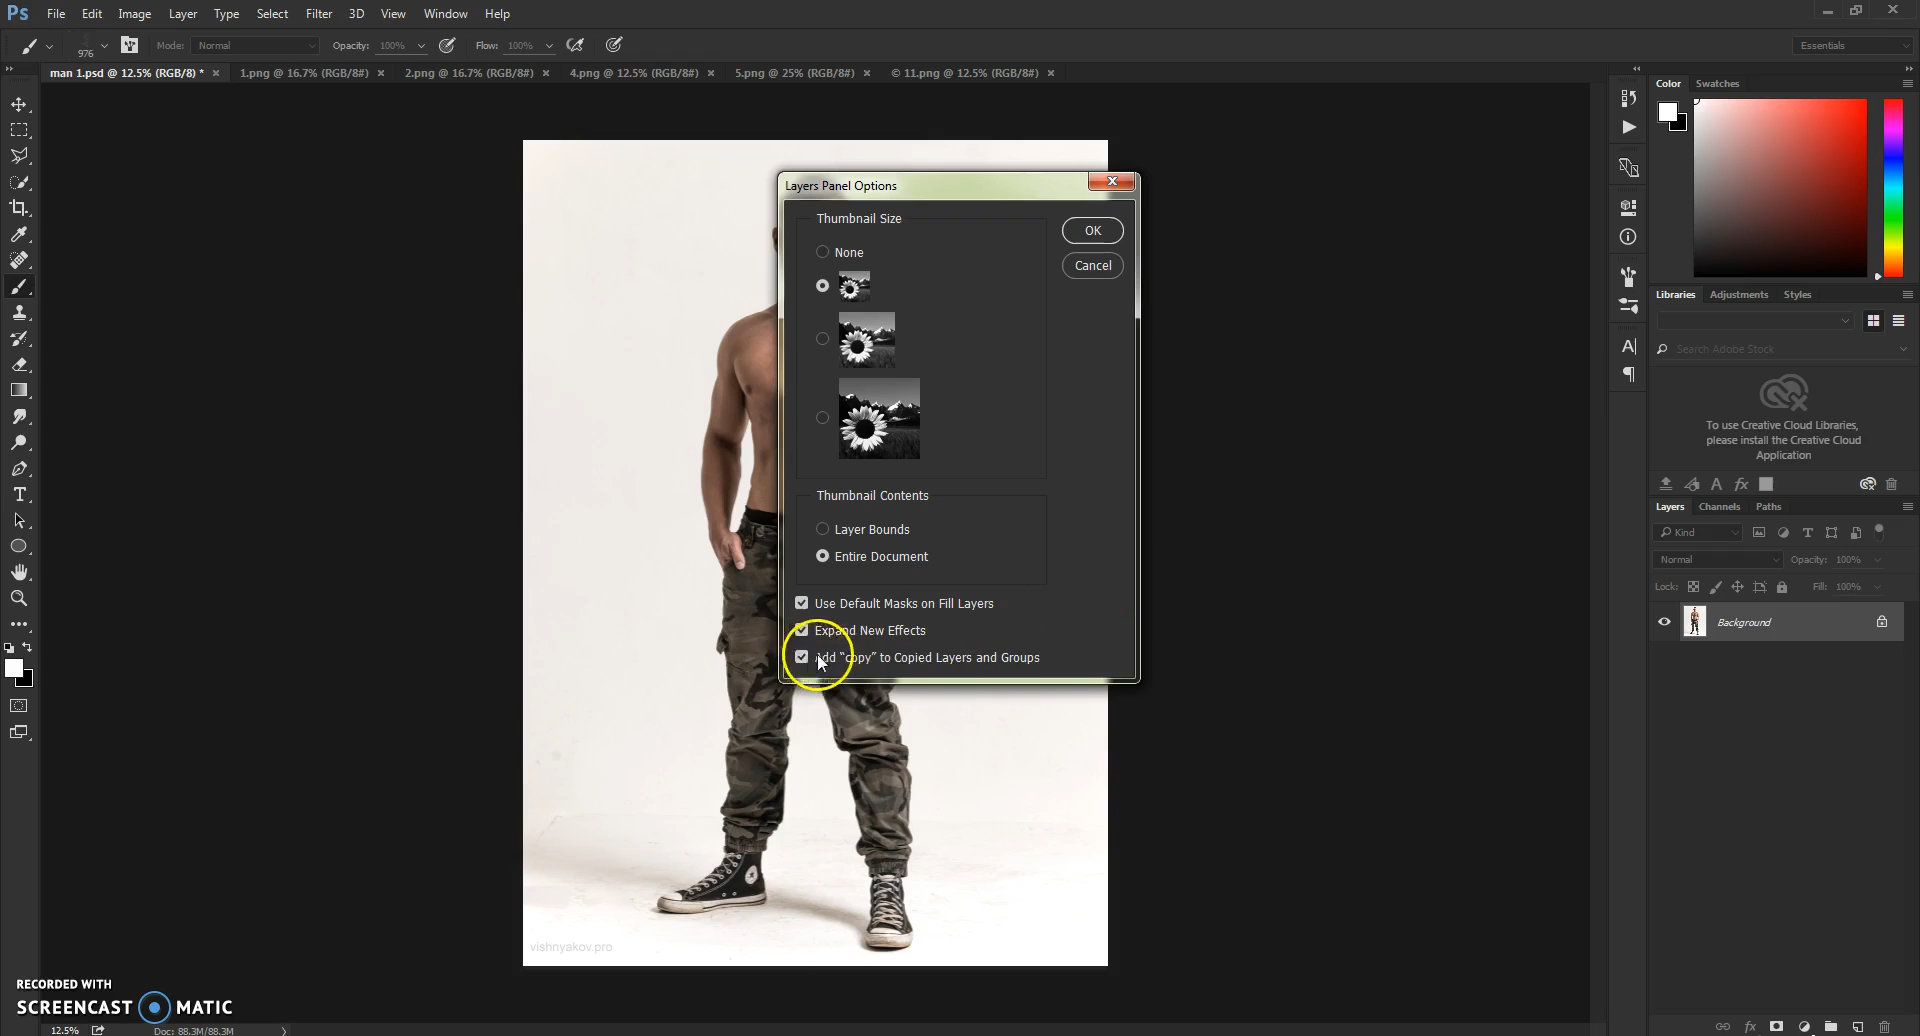 Ps File Edit Image Layer Type Select Filter 3D View Window Help
976 Mode: Normal Opacity: 100% Flow: 100% Essentials
man 1.psd @ 12.5% (RGB/8) * × 1.png @ 16.7% (RGB/8#) × 2.png @ 16.7% (RGB/8#) × 4.png @ 12.5% (RGB/8#) × 5.png @ 25% (RGB/8#) × © 11.png @ 12.5% (RGB/8#) ×
Color Swatches
Layers Panel Options
Thumbnail Size
OK
None
Cancel
Thumbnail Contents
Layer Bounds
Entire Document
Use Default Masks on Fill Layers
Expand New Effects
Add “copy” to Copied Layers and Groups
Libraries Adjustments Styles
Search Adobe Stock
To use Creative Cloud Libraries,
please install the Creative Cloud
Application
Layers Channels Paths
Kind
Normal Opacity: 100%
Lock: Fill: 100%
Background
vishnyakov.pro
RECORDED WITH
SCREENCAST MATIC
12.5% Doc: 88.3M/88.3M